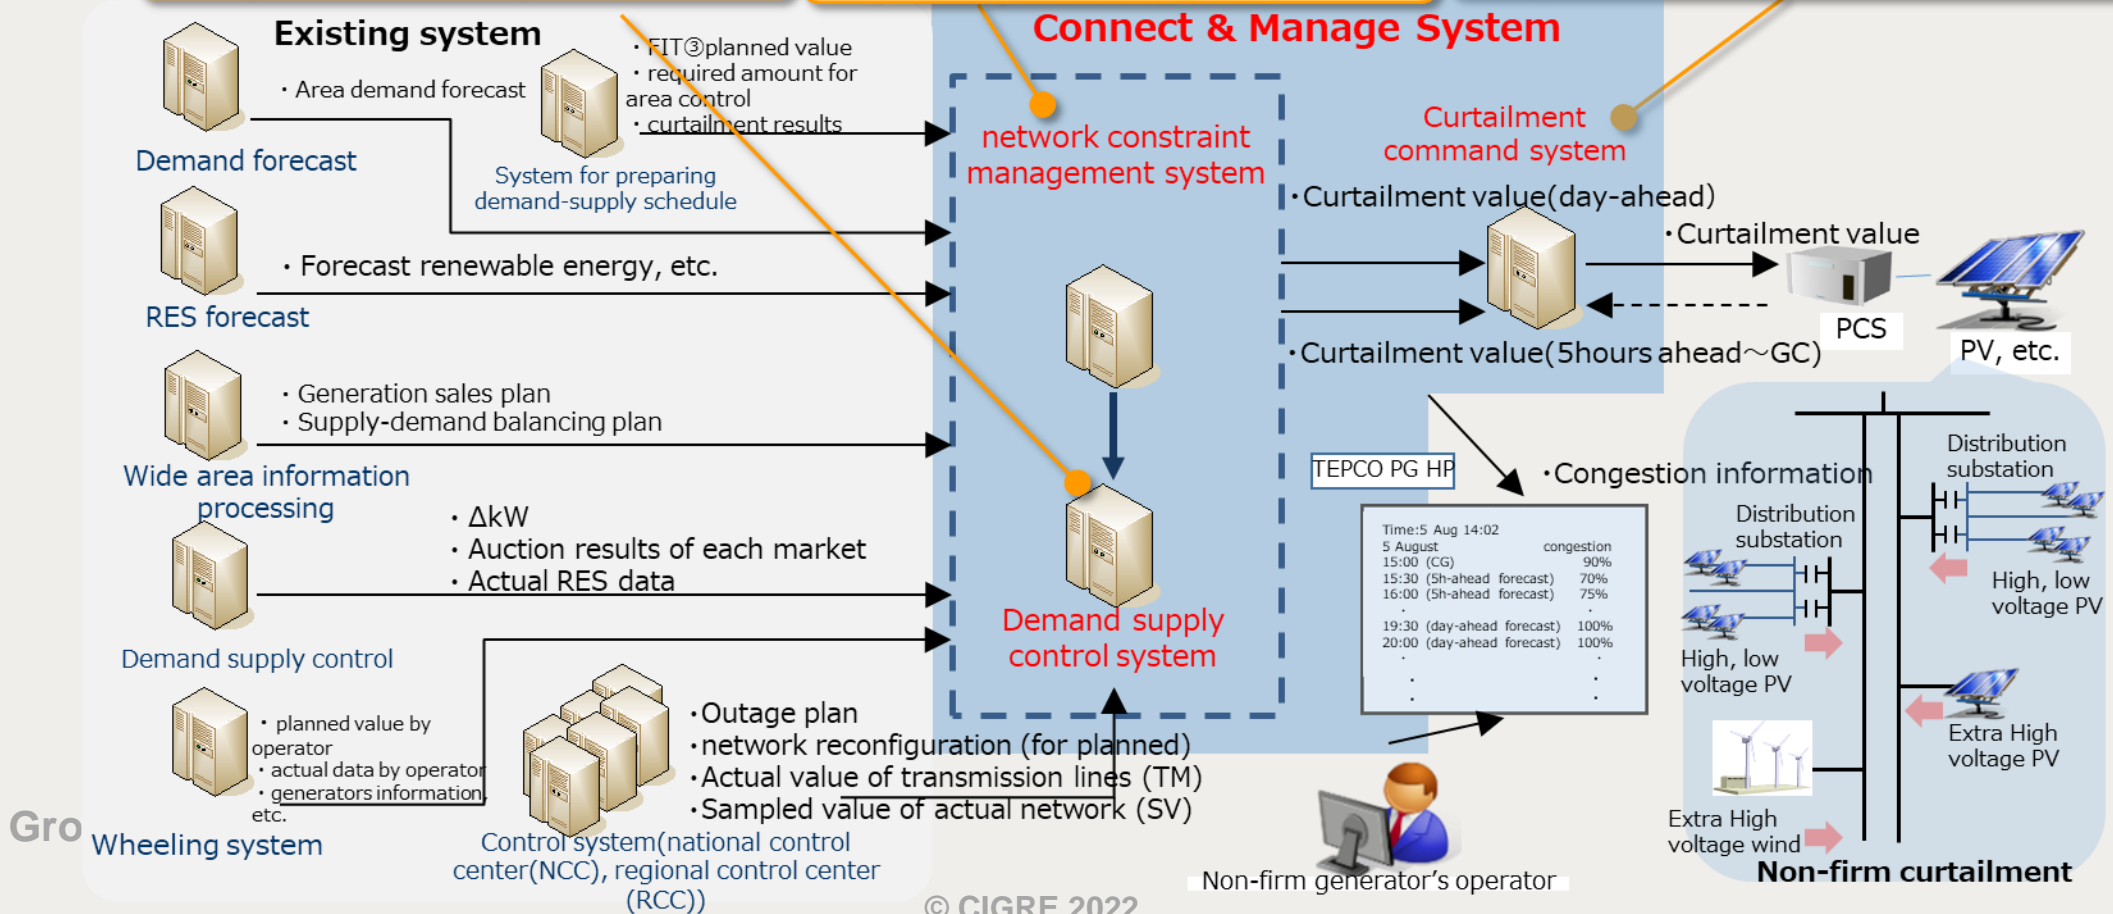 Existing system
Connect & Manage System
・Area demand forecast
Demand forecast
・FIT③planned value
・required amount for
area control
・curtailment results
System for preparing
demand-supply schedule
・Forecast renewable energy, etc.
RES forecast
・Generation sales plan
・Supply-demand balancing plan
Wide area information
processing
・ΔkW
・Auction results of each market
・Actual RES data
Demand supply control
・planned value by
operator
・actual data by operator
・generators information,
etc.
Wheeling system
・Outage plan
・network reconfiguration (for planned)
・Actual value of transmission lines (TM)
・Sampled value of actual network (SV)
Control system(national control
center(NCC), regional control center
(RCC))
network constraint
management system
Demand supply
control system
Curtailment
command system
・Curtailment value(day-ahead)
・Curtailment value
・Curtailment value(5hours ahead～GC)
PCS
PV, etc.
TEPCO PG HP
・Congestion information
Time:5 Aug 14:02
5 August congestion
15:00 (CG) 90%
15:30 (5h-ahead forecast) 70%
16:00 (5h-ahead forecast) 75%
. .
19:30 (day-ahead forecast) 100%
20:00 (day-ahead forecast) 100%
. .
: :
: :
Non-firm generator's operator
Distribution
substation
High, low
voltage PV
Distribution
substation
High, low
voltage PV
Extra High
voltage PV
Extra High
voltage wind
Non-firm curtailment
Gro
© CIGRE 2022